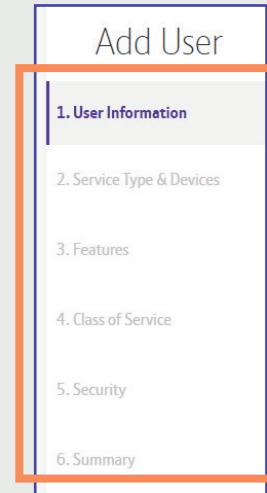 Add User
1. User Information
2. Service Type & Devices
3. Features
4. Class of Service
5. Security
6. Summary